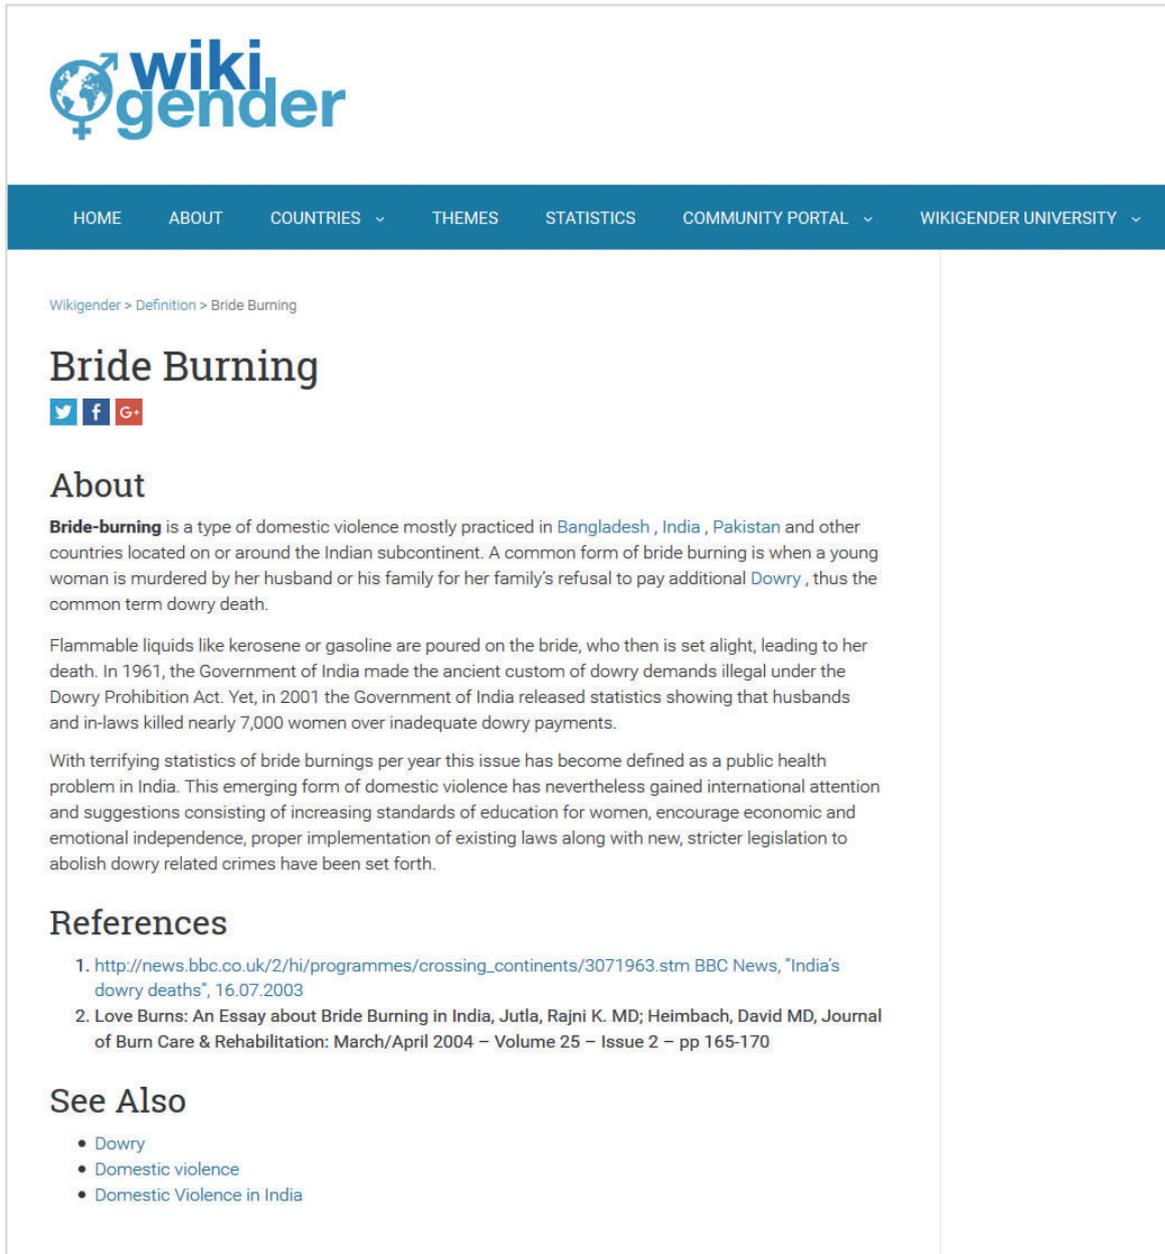 wiki
gender
HOME ABOUT COUNTRIES THEMES STATISTICS COMMUNITY PORTAL WIKIGENDER UNIVERSITY
Wikigender > Definition > Bride Burning
Bride Burning
f G+
About
Bride-burning is a type of domestic violence mostly practiced in Bangladesh , India , Pakistan and other
countries located on or around the Indian subcontinent. A common form of bride burning is when a young
woman is murdered by her husband or his family for her family's refusal to pay additional Dowry , thus the
common term dowry death.
Flammable liquids like kerosene or gasoline are poured on the bride, who then is set alight, leading to her
death. In 1961, the Government of India made the ancient custom of dowry demands illegal under the
Dowry Prohibition Act. Yet, in 2001 the Government of India released statistics showing that husbands
and in-laws killed nearly 7,000 women over inadequate dowry payments.
With terrifying statistics of bride burnings per year this issue has become defined as a public health
problem in India. This emerging form of domestic violence has nevertheless gained international attention
and suggestions consisting of increasing standards of education for women, encourage economic and
emotional independence, proper implementation of existing laws along with new, stricter legislation to
abolish dowry related crimes have been set forth.
References
1. http://news.bbc.co.uk/2/hi/programmes/crossing_continents/3071963.stm BBC News, "India's
dowry deaths", 16.07.2003
2. Love Burns: An Essay about Bride Burning in India, Jutla, Rajni K. MD; Heimbach, David MD, Journal
of Burn Care & Rehabilitation: March/April 2004 – Volume 25 – Issue 2 – pp 165-170
See Also
• Dowry
• Domestic violence
• Domestic Violence in India